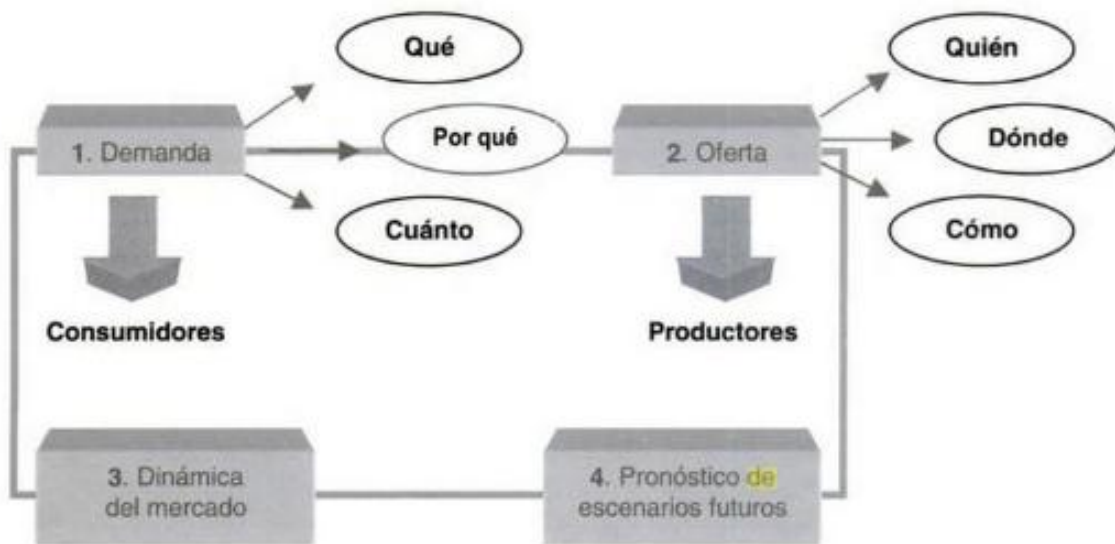 Qué
Quién
1. Demanda
Por qué
2. Oferta
Dónde
Cuánto
Cómo
Consumidores
Productores
3. Dinámica
del mercado
4. Pronóstico de
escenarios futuros